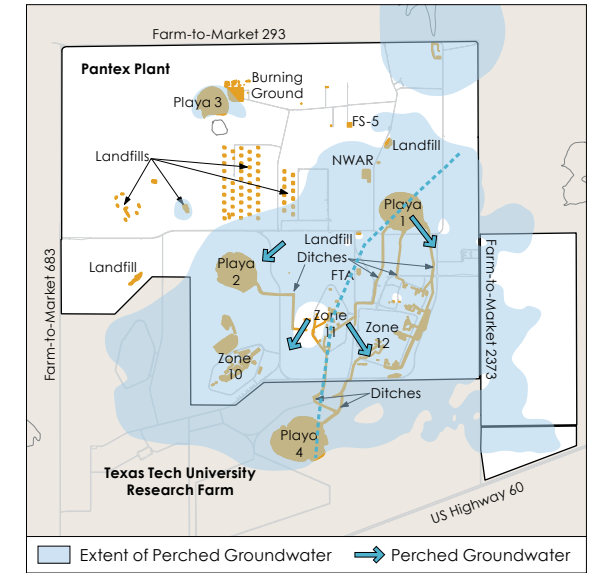 Farm-to-Market 293
Pantex Plant
Burning
Ground
Playa 3
FS-5
Landfill
Landfills
NWAR
Playa
1
Landfill
Ditches
FTA
Playa
2
Landfill
Farm-to-Market 683
Farm-to-Market 2373
Zone
11
Zone
12
Zone
10
Ditches
Playa
4
Texas Tech University
Research Farm
US Highway 60
Extent of Perched Groundwater
Perched Groundwater